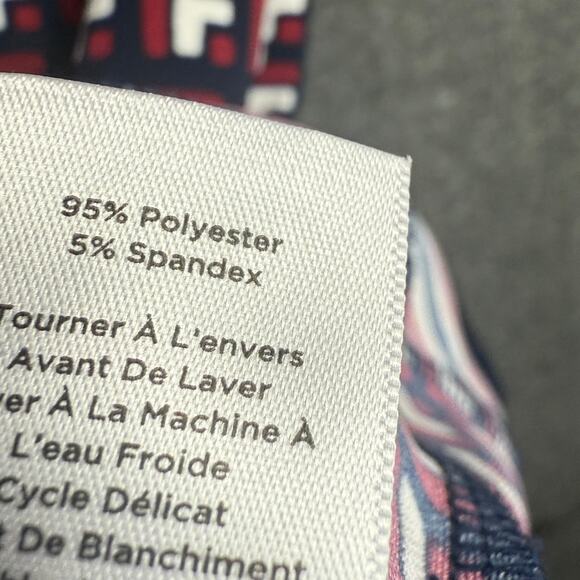 95% Polyester
5% Spandex
Tourner À L'envers
Avant De Laver
À La Machine À
L'eau Froide
Cycle Délicat
De Blanchiment